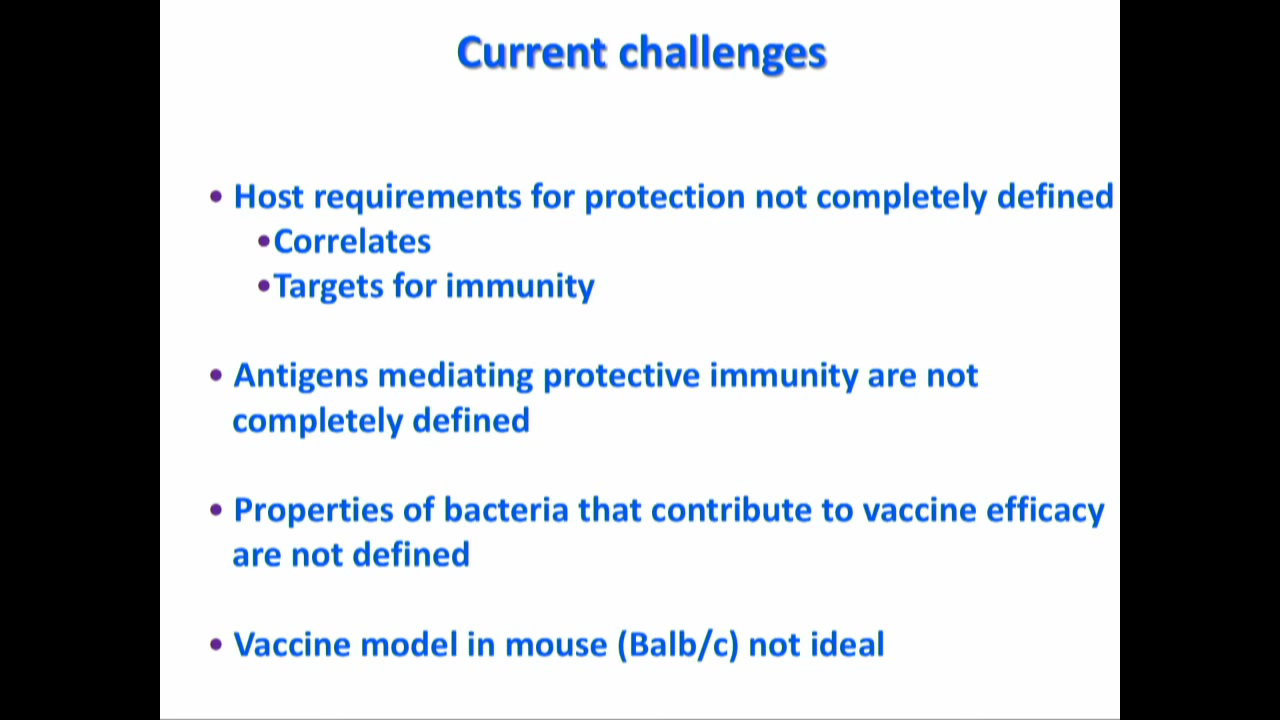 Current challenges
• Host requirements for protection not completely defined
•Correlates
•Targets for immunity
• Antigens mediating protective immunity are not
completely defined
• Properties of bacteria that contribute to vaccine efficacy
are not defined
• Vaccine model in mouse (Balb/c) not ideal